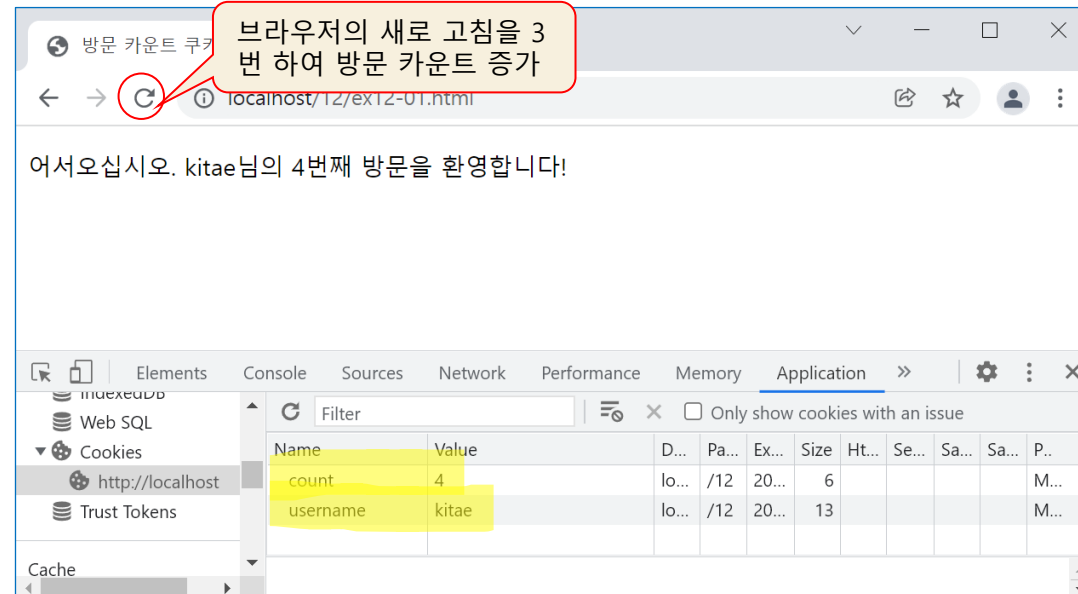 브라우저의 새로 고침을 3
번 하여 방문 카운트 증가
방문 카운트 쿠키
localhost/12/ex12-01.html
어서오십시오. kitae님의 4번째 방문을 환영합니다!
Elements Console Sources Network Performance Memory Application
IndexedDB
Web SQL
Cookies
http://localhost
Trust Tokens
Cache
Filter
Only show cookies with an issue
Name Value D... Pa... Ex... Size Ht... Se... Sa... Sa... P..
count 4 lo... /12 20... 6 M...
username kitae lo... /12 20... 13 M...